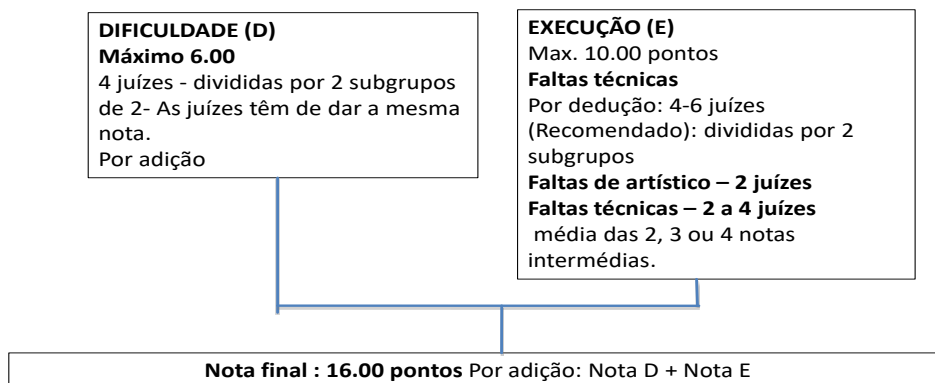 DIFICULDADE (D)
Máximo 6.00
4 juízes - divididas por 2 subgrupos
de 2- As juízes têm de dar a mesma
nota.
Por adição
EXECUÇÃO (E)
Max. 10.00 pontos
Faltas técnicas
Por dedução: 4-6 juízes
(Recomendado): divididas por 2
subgrupos
Faltas de artístico – 2 juízes
Faltas técnicas – 2 a 4 juízes
média das 2, 3 ou 4 notas
intermédias.
Nota final : 16.00 pontos Por adição: Nota D + Nota E